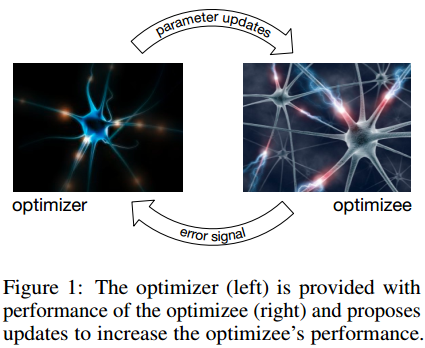 parameter updates
optimizer
optimizee
error signal
Figure 1: The optimizer (left) is provided with
performance of the optimizee (right) and proposes
updates to increase the optimizee's performance.